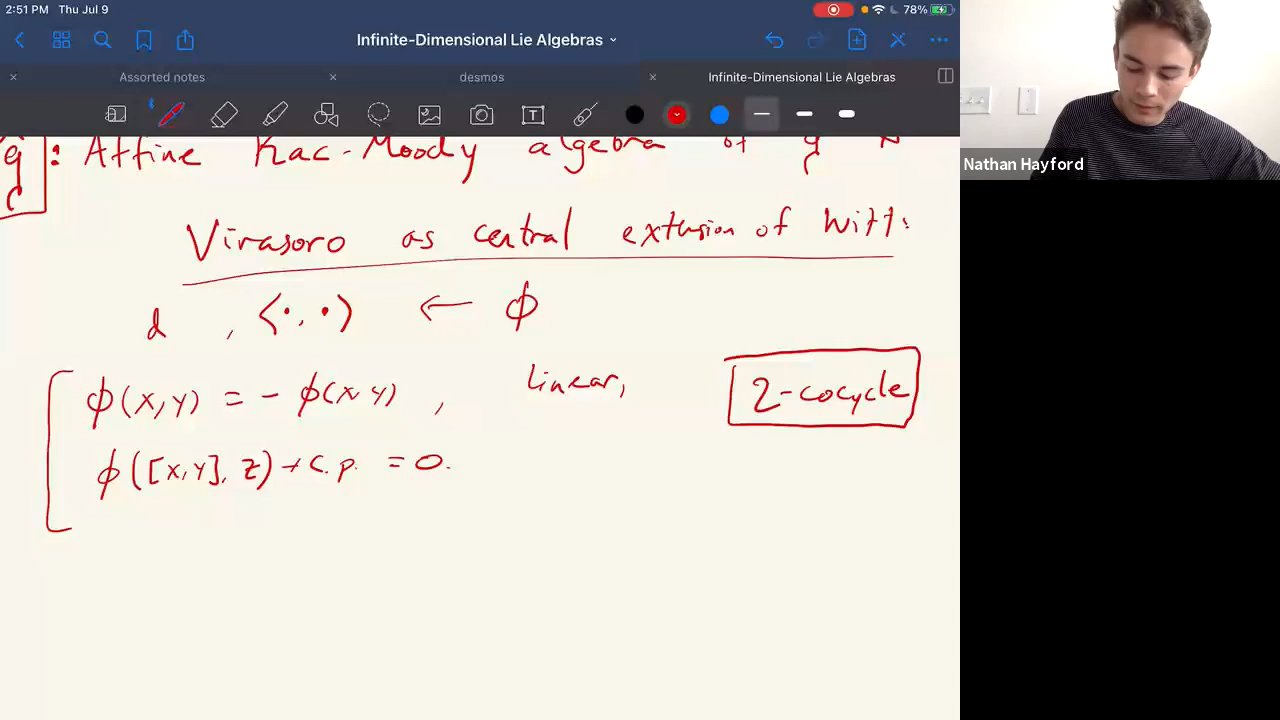 2:51 PM Thu Jul 9
78%
Infinite-Dimensional Lie Algebras
Assorted notes
desmos
Infinite-Dimensional Lie Algebras
T
Nathan Hayford
: Affine Kac-Moody algebra of g
Virasoro as central extension of Witt:
d , ⟨·,·⟩ ← ϕ
ϕ(X,Y) = - ϕ(X,Y) , linear,
2-cocycle
ϕ([X,Y], Z) + C.P. = 0.